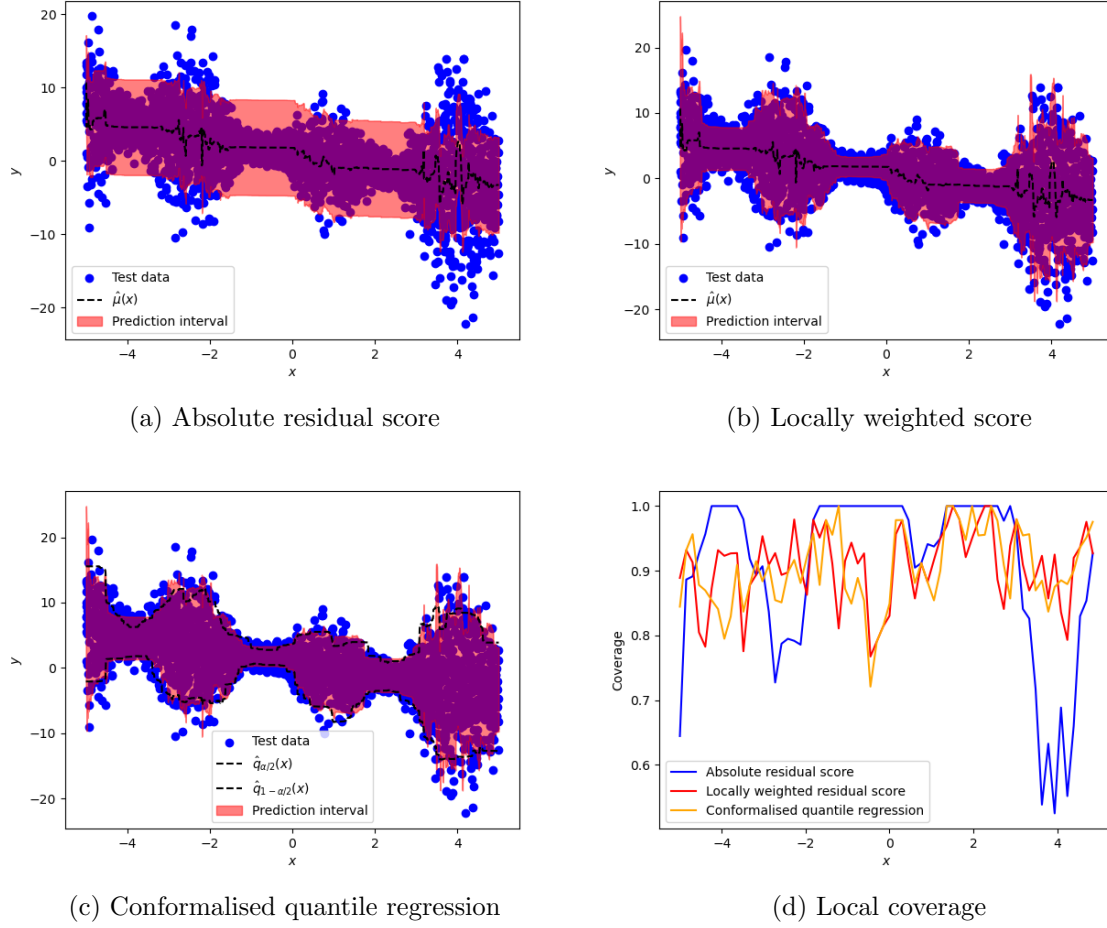 20
10
0
−10
−20
y
−4
−2
0
2
4
x
Test data
μ̂(x)
Prediction interval
(a) Absolute residual score
20
10
0
−10
−20
y
−4
−2
0
2
4
x
Test data
μ̂(x)
Prediction interval
(b) Locally weighted score
20
10
0
−10
−20
y
−4
−2
0
2
4
x
Test data
q̂α/2(x)
q̂1−α/2(x)
Prediction interval
(c) Conformalised quantile regression
1.0
0.9
0.8
0.7
0.6
Coverage
−4
−2
0
2
4
x
Absolute residual score
Locally weighted residual score
Conformalised quantile regression
(d) Local coverage